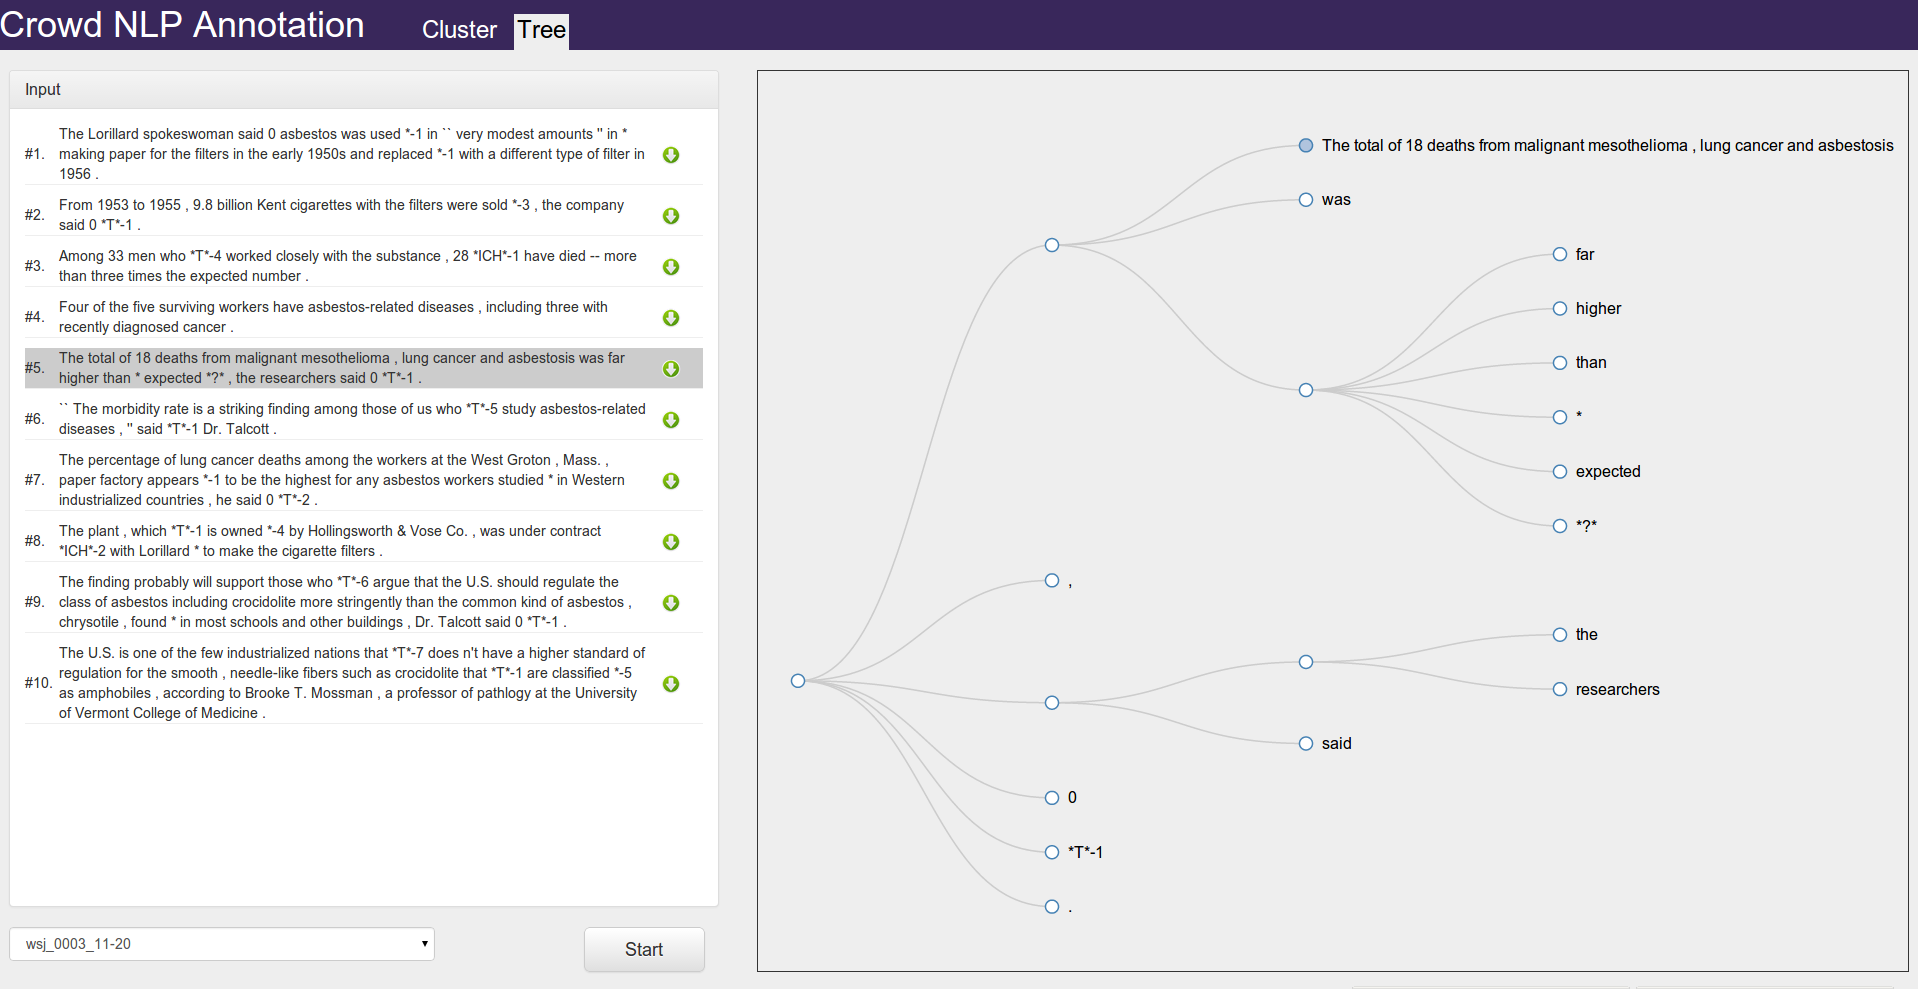 Crowd NLP Annotation Cluster Tree
Input
#1. The Lorillard spokeswoman said 0 asbestos was used *-1 in `` very modest amounts '' in *
making paper for the filters in the early 1950s and replaced *-1 with a different type of filter in
1956 .
#2. From 1953 to 1955 , 9.8 billion Kent cigarettes with the filters were sold *-3 , the company
said 0 *T*-1 .
#3. Among 33 men who *T*-4 worked closely with the substance , 28 *ICH*-1 have died -- more
than three times the expected number .
#4. Four of the five surviving workers have asbestos-related diseases , including three with
recently diagnosed cancer .
#5. The total of 18 deaths from malignant mesothelioma , lung cancer and asbestosis was far
higher than * expected *?* , the researchers said 0 *T*-1 .
#6. `` The morbidity rate is a striking finding among those of us who *T*-5 study asbestos-related
diseases , '' said *T*-1 Dr. Talcott .
#7. The percentage of lung cancer deaths among the workers at the West Groton , Mass. ,
paper factory appears *-1 to be the highest for any asbestos workers studied * in Western
industrialized countries , he said 0 *T*-2 .
#8. The plant , which *T*-1 is owned *-4 by Hollingsworth & Vose Co. , was under contract
*ICH*-2 with Lorillard * to make the cigarette filters .
#9. The finding probably will support those who *T*-6 argue that the U.S. should regulate the
class of asbestos including crocidolite more stringently than the common kind of asbestos ,
chrysotile , found * in most schools and other buildings , Dr. Talcott said 0 *T*-1 .
#10. The U.S. is one of the few industrialized nations that *T*-7 does n't have a higher standard of
regulation for the smooth , needle-like fibers such as crocidolite that *T*-1 are classified *-5
as amphobiles , according to Brooke T. Mossman , a professor of pathlogy at the University
of Vermont College of Medicine .
wsj_0003_11-20
Start
The total of 18 deaths from malignant mesothelioma , lung cancer and asbestosis
was
far
higher
than
*
expected
*?*
,
the
researchers
said
0
*T*-1
.